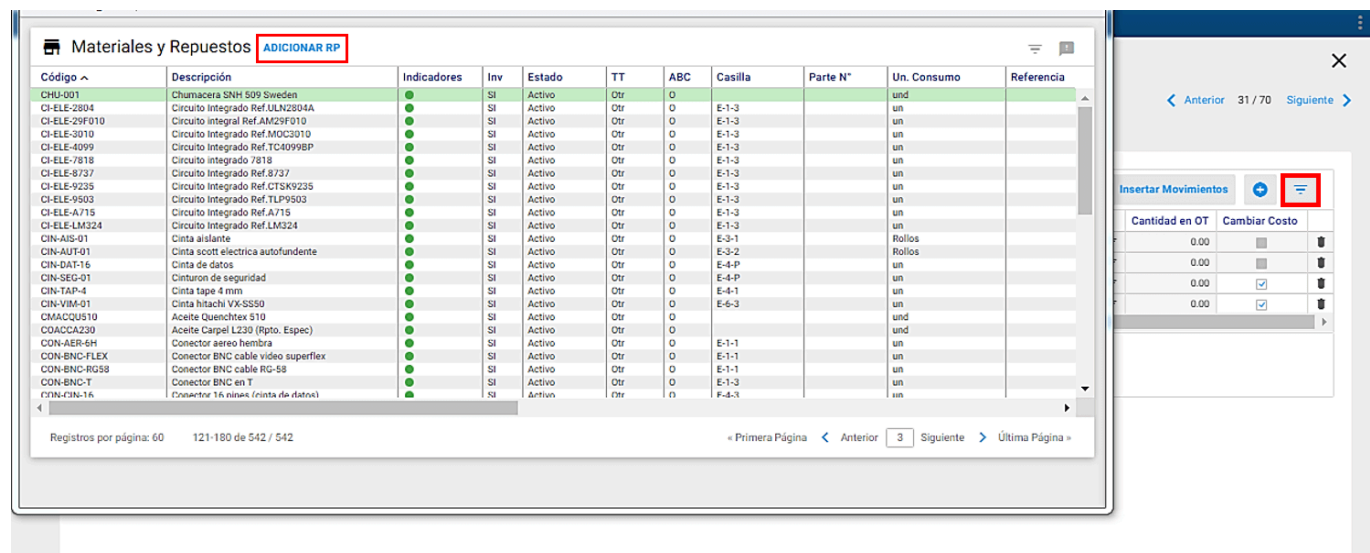 Materiales y Repuestos ADICIONAR RP
Código Descripción Indicadores Inv Estado TT ABC Casilla Parte N° Un. Consumo Referencia
CHU-001 Chumacera SNH 509 Sweden SI Activo Otr O und
CI-ELE-2804 Circuito Integrado Ref.ULN2804A SI Activo Otr O E-1-3 un
CI-ELE-29F010 Circuito integral Ref.AM29F010 SI Activo Otr O E-1-3 un
CI-ELE-3010 Circuito Integrado Ref.MOC3010 SI Activo Otr O E-1-3 un
CI-ELE-4099 Circuito Integrado Ref.TC4099BP SI Activo Otr O E-1-3 un
CI-ELE-7818 Circuito integrado 7818 SI Activo Otr O E-1-3 un
CI-ELE-8737 Circuito Integrado Ref.8737 SI Activo Otr O E-1-3 un
CI-ELE-9235 Circuito Integrado Ref.CTSK9235 SI Activo Otr O E-1-3 un
CI-ELE-9503 Circuito Integrado Ref.TLP9503 SI Activo Otr O E-1-3 un
CI-ELE-A715 Circuito Integrado Ref.A715 SI Activo Otr O E-1-3 un
CI-ELE-LM324 Circuito Integrado Ref.LM324 SI Activo Otr O E-1-3 un
CIN-AIS-01 Cinta aislante SI Activo Otr O E-3-1 Rollos
CIN-AUT-01 Cinta scott electrica autofundente SI Activo Otr O E-3-2 Rollos
CIN-DAT-16 Cinta de datos SI Activo Otr O E-4-P un
CIN-SEG-01 Cinturon de seguridad SI Activo Otr O E-4-P un
CIN-TAP-4 Cinta tape 4 mm SI Activo Otr O E-4-1 un
CIN-VIM-01 Cinta hitachi VX-SS50 SI Activo Otr O E-6-3 un
CMACQU510 Aceite Quenchtex 510 SI Activo Otr O und
COACCA230 Aceite Carpel L230 (Rpto. Espec) SI Activo Otr O und
CON-AER-6H Conector aereo hembra SI Activo Otr O E-1-1 un
CON-BNC-FLEX Conector BNC cable video superflex SI Activo Otr O E-1-1 un
CON-BNC-RG58 Conector BNC cable RG-58 SI Activo Otr O E-1-1 un
CON-BNC-T Conector BNC en T SI Activo Otr O E-1-3 un
CON-CIN-16 Conector 16 pines (cinta de datos) SI Activo Otr O E-4-3 un
Registros por página: 60 121-180 de 542 / 542 « Primera Página Anterior 3 Siguiente Última Página »
Anterior 31 / 70 Siguiente
Insertar Movimientos
Cantidad en OT Cambiar Costo
0.00
0.00
0.00
0.00